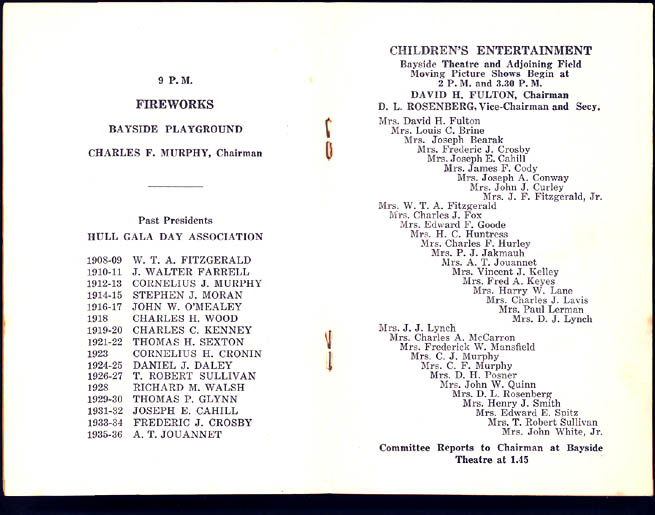 9 P. M.
FIREWORKS
BAYSIDE PLAYGROUND
CHARLES F. MURPHY, Chairman
Past Presidents
HULL GALA DAY ASSOCIATION
1908-09 W. T. A. FITZGERALD
1910-11 J. WALTER FARRELL
1912-13 CORNELIUS J. MURPHY
1914-15 STEPHEN J. MORAN
1916-17 JOHN W. O'MEALEY
1918 CHARLES H. WOOD
1919-20 CHARLES C. KENNEY
1921-22 THOMAS H. SEXTON
1923 CORNELIUS H. CRONIN
1924-25 DANIEL J. DALEY
1926-27 T. ROBERT SULLIVAN
1928 RICHARD M. WALSH
1929-30 THOMAS P. GLYNN
1931-32 JOSEPH E. CAHILL
1933-34 FREDERIC J. CROSBY
1935-36 A. T. JOUANNET
CHILDREN'S ENTERTAINMENT
Bayside Theatre and Adjoining Field
Moving Picture Shows Begin at
2 P. M. and 3.30 P. M.
DAVID H. FULTON, Chairman
D. L. ROSENBERG, Vice-Chairman and Secy.
Mrs. David H. Fulton
Mrs. Louis C. Brine
Mrs. Joseph Bearak
Mrs. Frederic J. Crosby
Mrs. Joseph E. Cahill
Mrs. James F. Cody
Mrs. Joseph A. Conway
Mrs. John J. Curley
Mrs. J. F. Fitzgerald, Jr.
Mrs. W. T. A. Fitzgerald
Mrs. Charles J. Fox
Mrs. Edward F. Goode
Mrs. H. C. Huntress
Mrs. Charles F. Hurley
Mrs. P. J. Jakmauh
Mrs. A. T. Jouannet
Mrs. Vincent J. Kelley
Mrs. Fred A. Keyes
Mrs. Harry W. Lane
Mrs. Charles J. Lavis
Mrs. Paul Lerman
Mrs. D. J. Lynch
Mrs. J. J. Lynch
Mrs. Charles A. McCarron
Mrs. Frederick W. Mansfield
Mrs. C. J. Murphy
Mrs. C. F. Murphy
Mrs. D. H. Posner
Mrs. John W. Quinn
Mrs. D. L. Rosenberg
Mrs. Henry J. Smith
Mrs. Edward E. Spitz
Mrs. T. Robert Sullivan
Mrs. John White, Jr.
Committee Reports to Chairman at Bayside
Theatre at 1.45